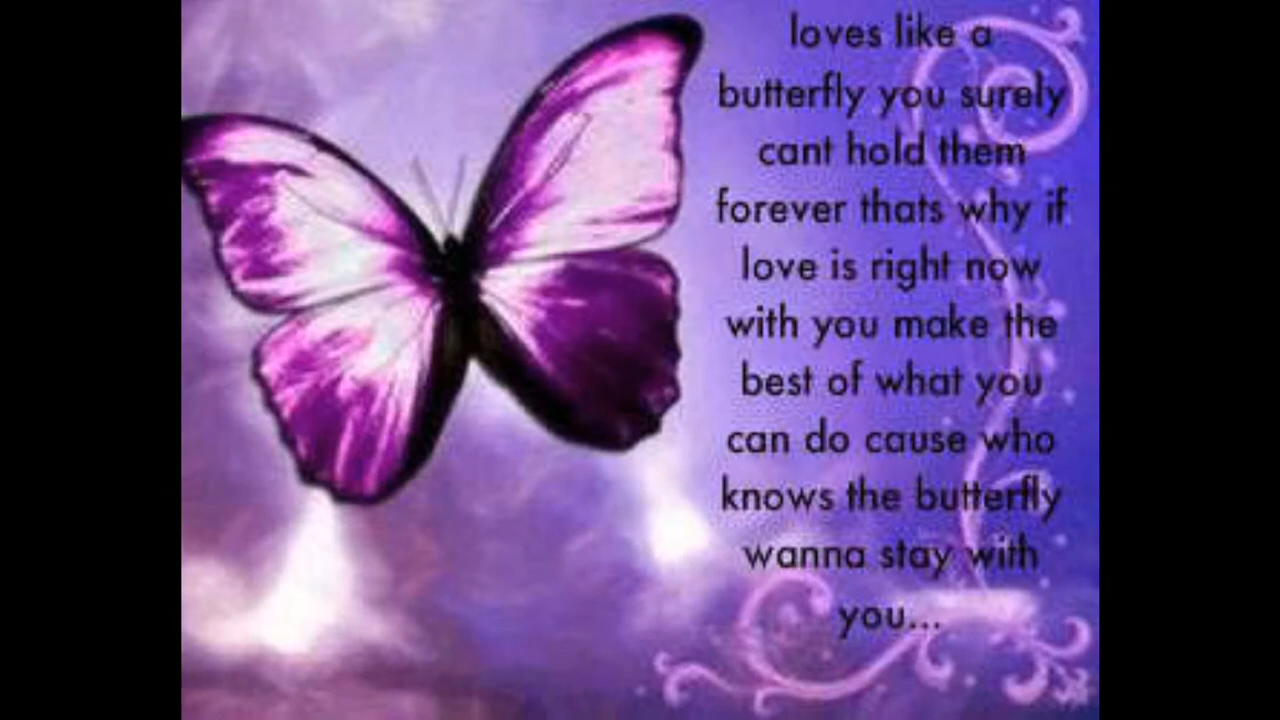 loves like a
butterfly you surely
cant hold them
forever thats why if
love is right now
with you make the
best of what you
can do cause who
knows the butterfly
wanna stay with
you...